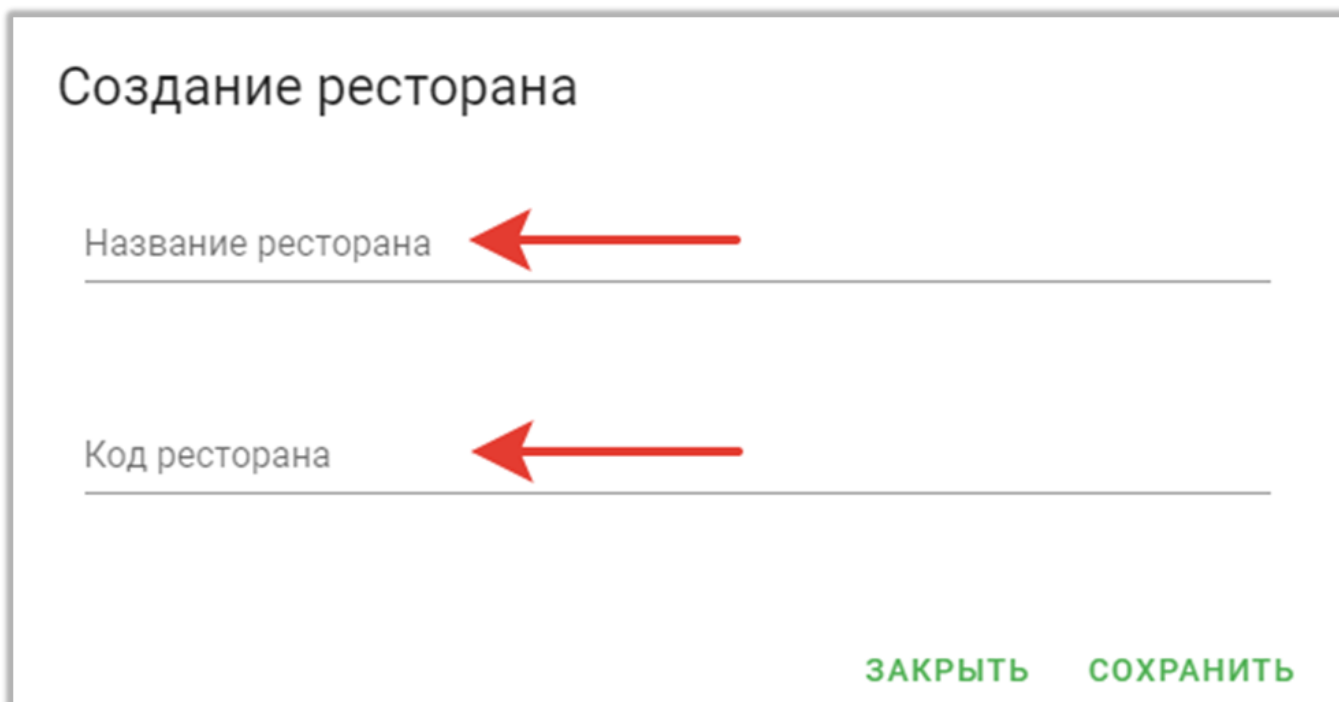 Создание ресторана
Название ресторана
Код ресторана
ЗАКРЫТЬ СОХРАНИТЬ